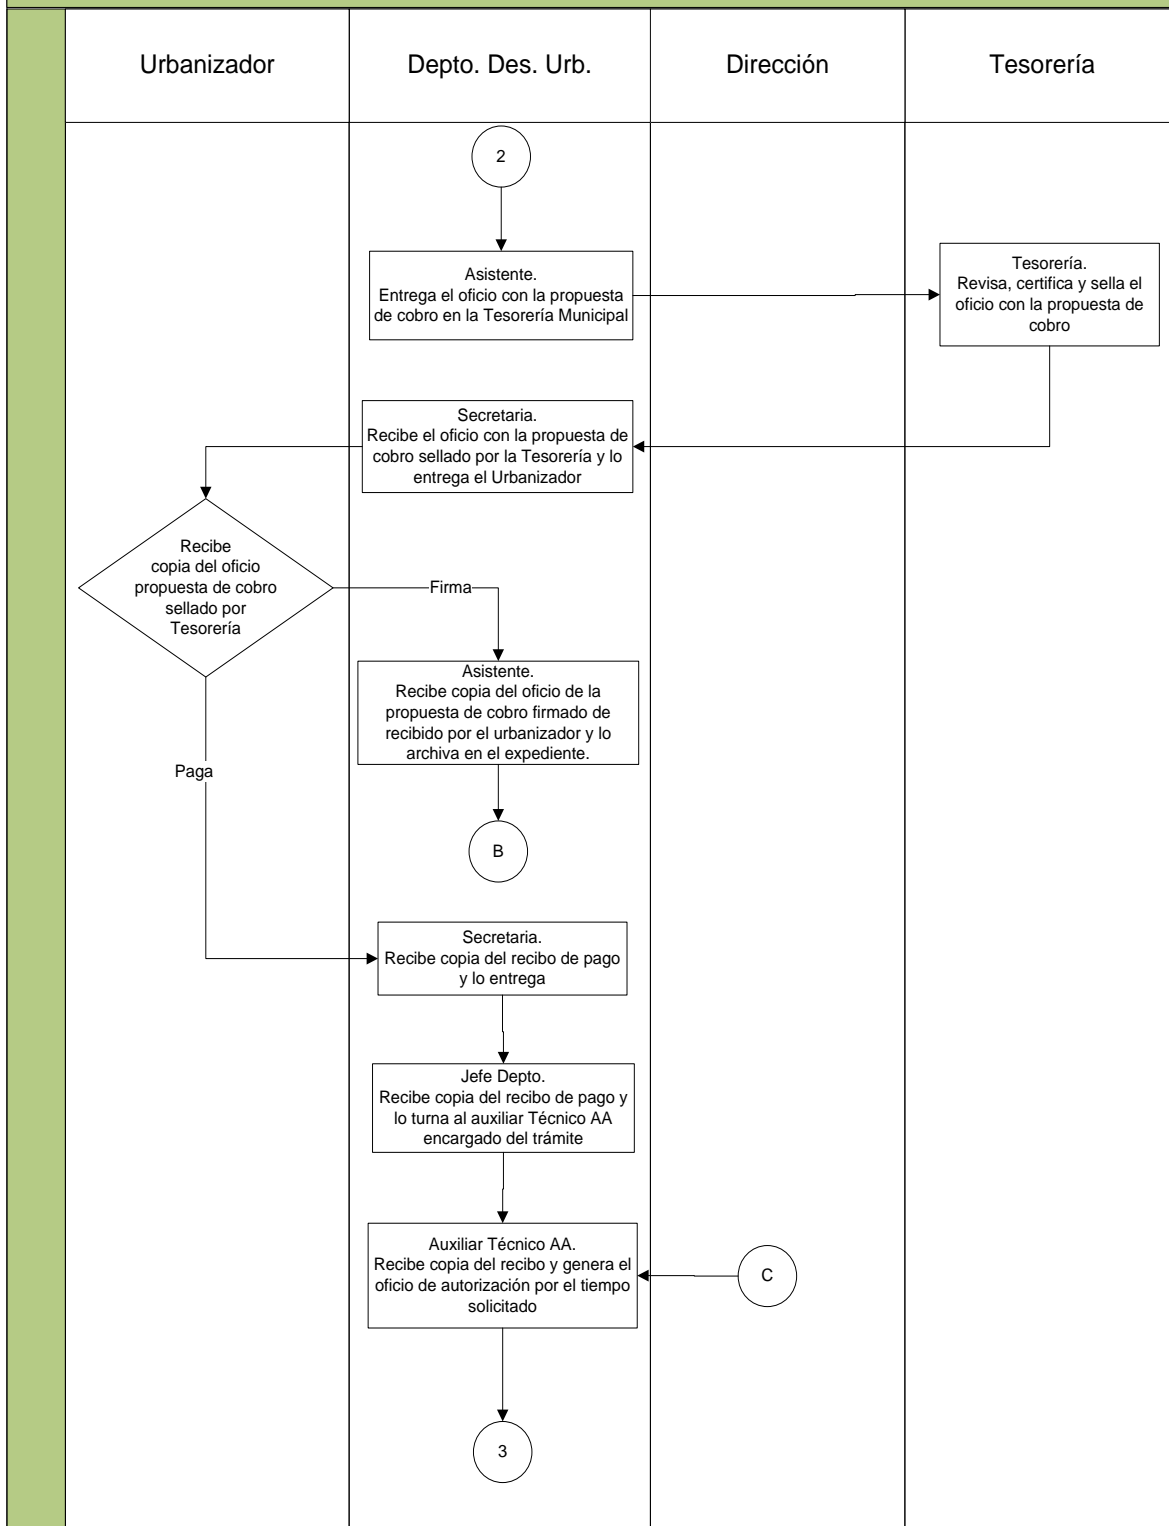 Urbanizador
Depto. Des. Urb.
Dirección
Tesorería
2
Asistente.
Entrega el oficio con la propuesta
de cobro en la Tesorería Municipal
Tesorería.
Revisa, certifica y sella el
oficio con la propuesta de
cobro
Secretaria.
Recibe el oficio con la propuesta de
cobro sellado por la Tesorería y lo
entrega el Urbanizador
Recibe
copia del oficio
propuesta de cobro
sellado por
Tesorería
Firma
Asistente.
Recibe copia del oficio de la
propuesta de cobro firmado de
recibido por el urbanizador y lo
archiva en el expediente.
Paga
B
Secretaria.
Recibe copia del recibo de pago
y lo entrega
Jefe Depto.
Recibe copia del recibo de pago y
lo turna al auxiliar Técnico AA
encargado del trámite
Auxiliar Técnico AA.
Recibe copia del recibo y genera el
oficio de autorización por el tiempo
solicitado
C
3